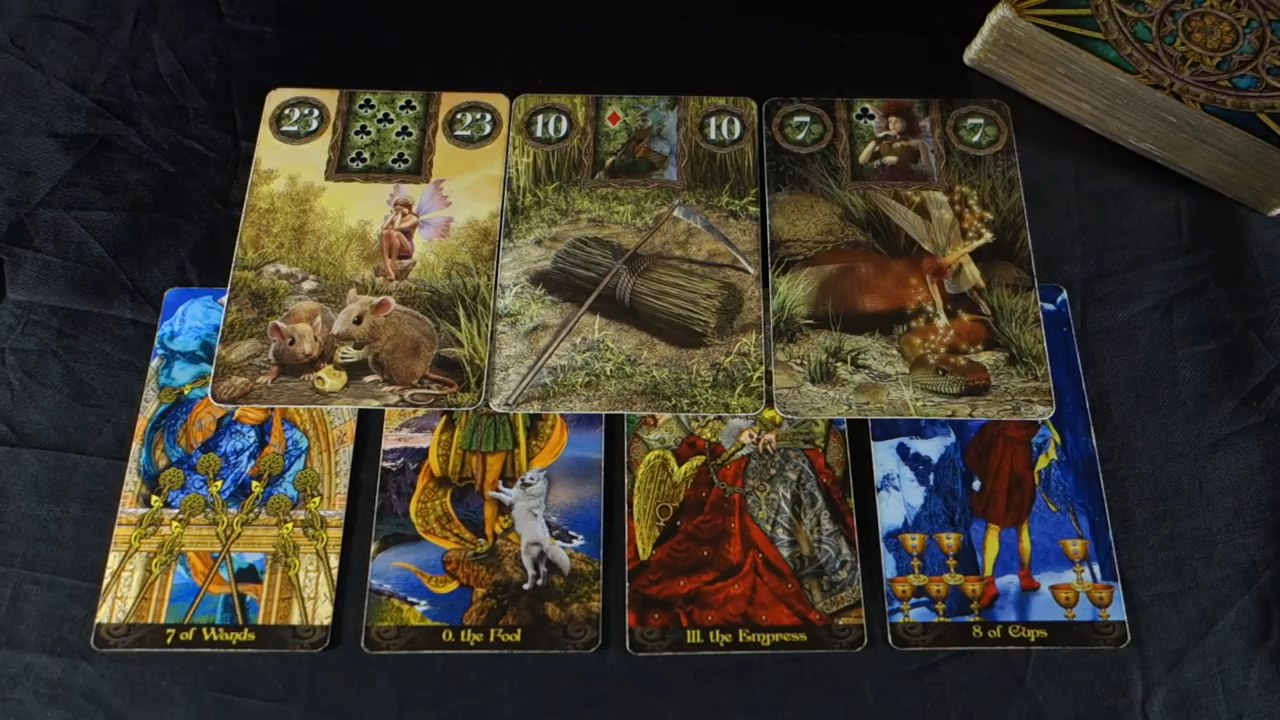 23 23
10 10
7 7
7 of Wands
0. the Fool
III. the Empress
8 of Cups